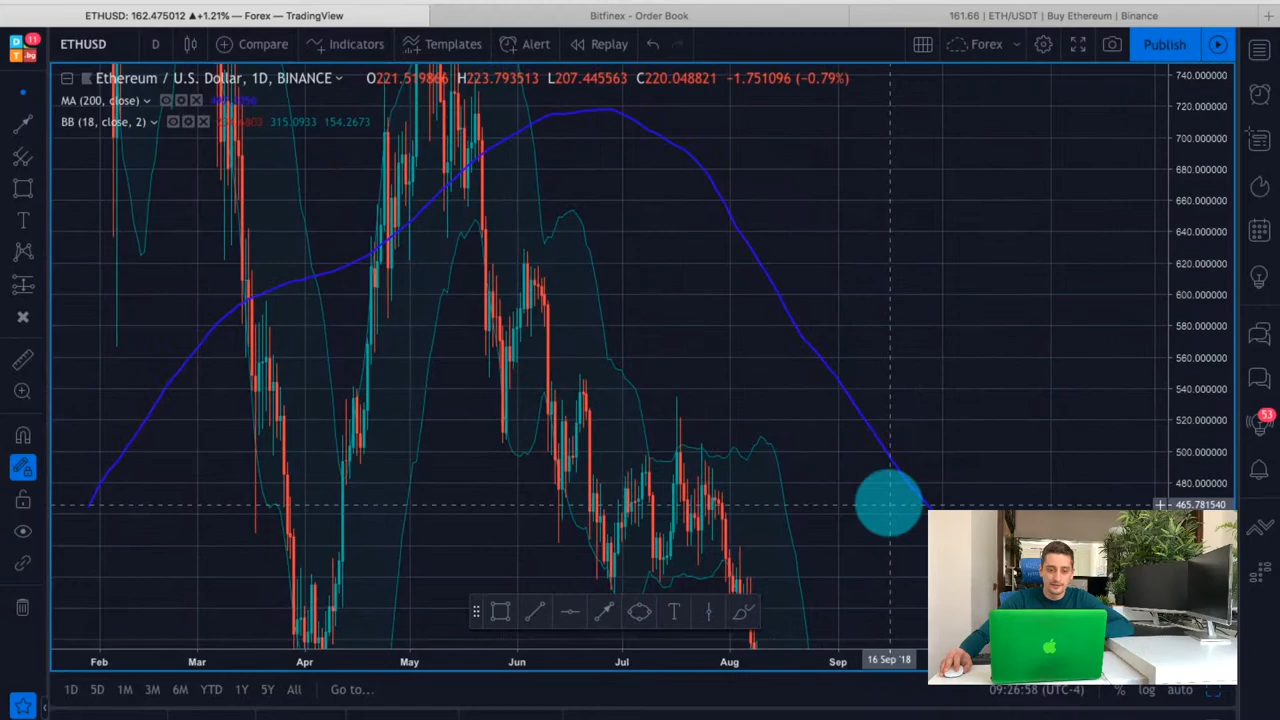 ETHUSD: 162.475012 ▲+1.21% — Forex — TradingView
Bitfinex - Order Book
161.66 | ETH/USDT | Buy Ethereum | Binance
11
ETHUSD
D
Compare
Indicators
Templates
Alert
Replay
Forex
Publish
Ethereum / U.S. Dollar, 1D, BINANCE
O221.519866 H223.793513 L207.445563 C220.048821 -1.751096 (-0.79%)
MA (200, close)
BB (18, close, 2)
315.0933 154.2673
740.000000
720.000000
700.000000
680.000000
660.000000
640.000000
620.000000
600.000000
580.000000
560.000000
540.000000
520.000000
500.000000
480.000000
465.781540
53
Feb
Mar
Apr
May
Jun
Jul
Aug
Sep
16 Sep '18
1D 5D 1M 3M 6M YTD 1Y 5Y All Go to...
09:26:58 (UTC-4) % log auto